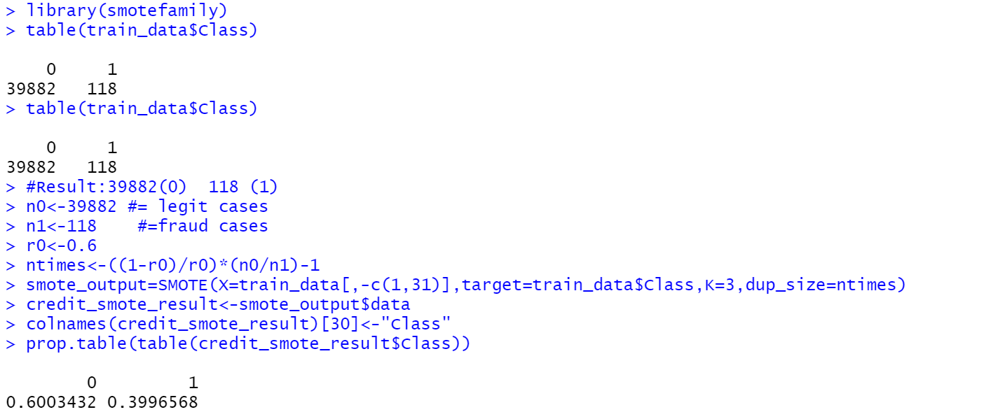 > library(smotefamily)
> table(train_data$Class)
    0     1
39882   118
> table(train_data$Class)
    0     1
39882   118
> #Result:39882(0)  118 (1)
> n0<-39882 #= legit cases
> n1<-118    #=fraud cases
> r0<-0.6
> ntimes<-((1-r0)/r0)*(n0/n1)-1
> smote_output=SMOTE(X=train_data[,-c(1,31)],target=train_data$Class,K=3,dup_size=ntimes)
> credit_smote_result<-smote_output$data
> colnames(credit_smote_result)[30]<-"Class"
> prop.table(table(credit_smote_result$Class))
        0         1
0.6003432 0.3996568